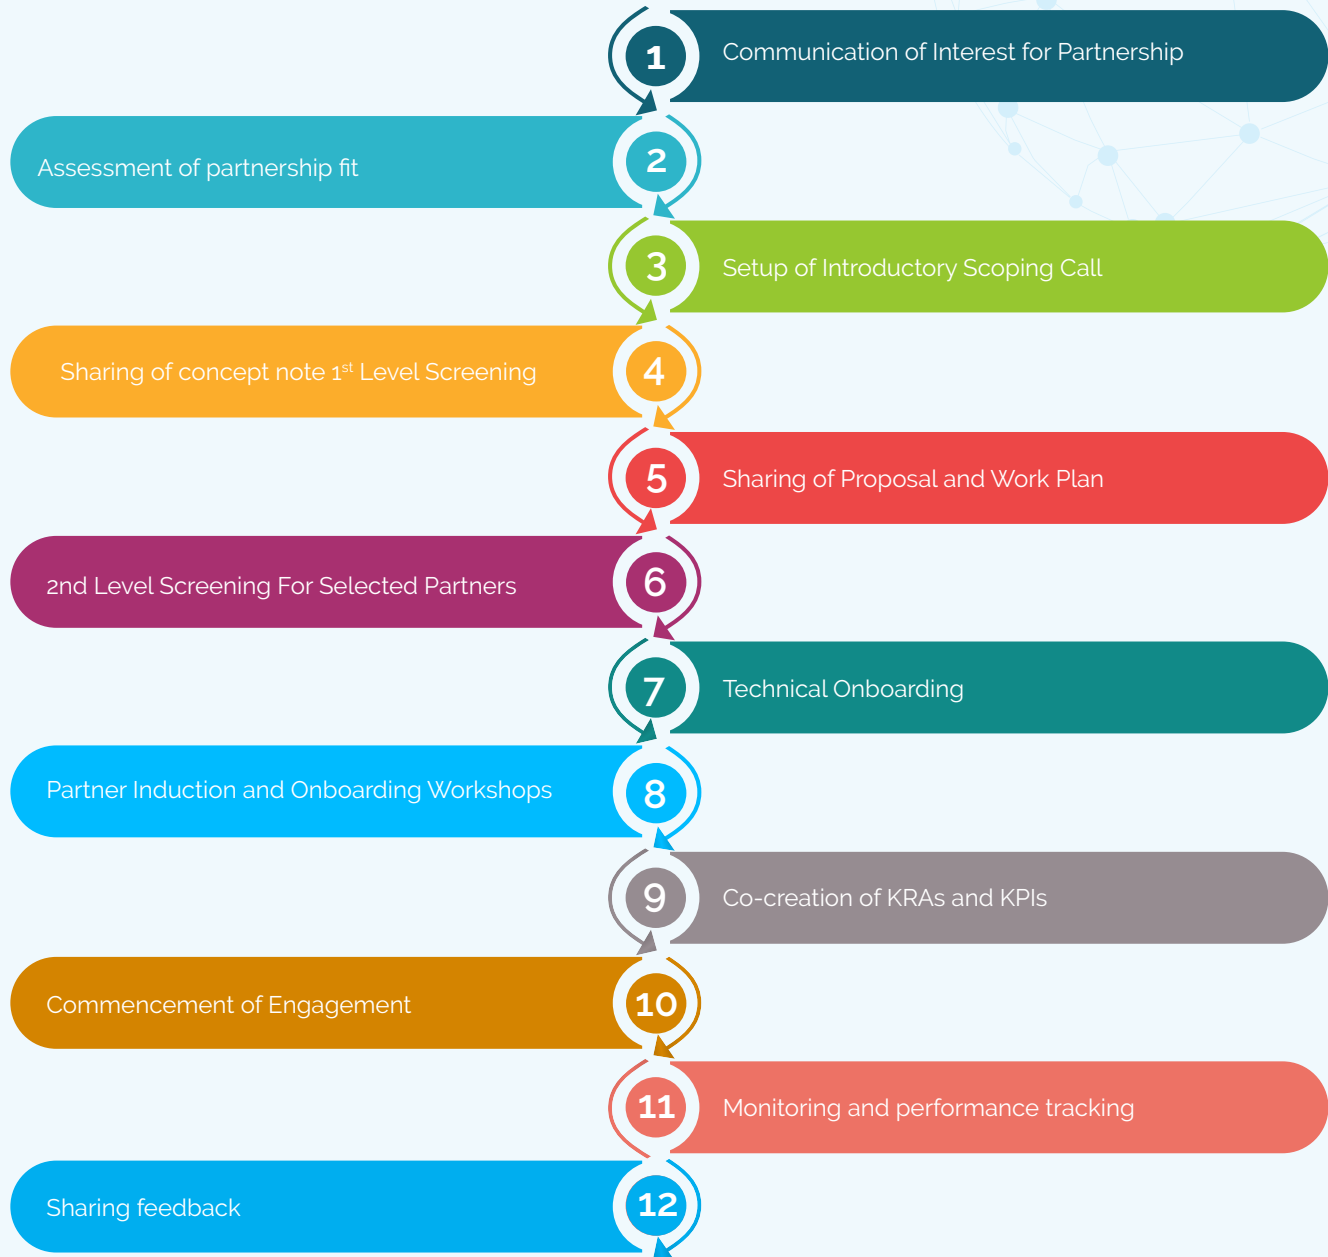 1 Communication of Interest for Partnership
Assessment of partnership fit 2
3 Setup of Introductory Scoping Call
Sharing of concept note 1st Level Screening 4
5 Sharing of Proposal and Work Plan
2nd Level Screening For Selected Partners 6
7 Technical Onboarding
Partner Induction and Onboarding Workshops 8
9 Co-creation of KRAs and KPIs
Commencement of Engagement 10
11 Monitoring and performance tracking
Sharing feedback 12